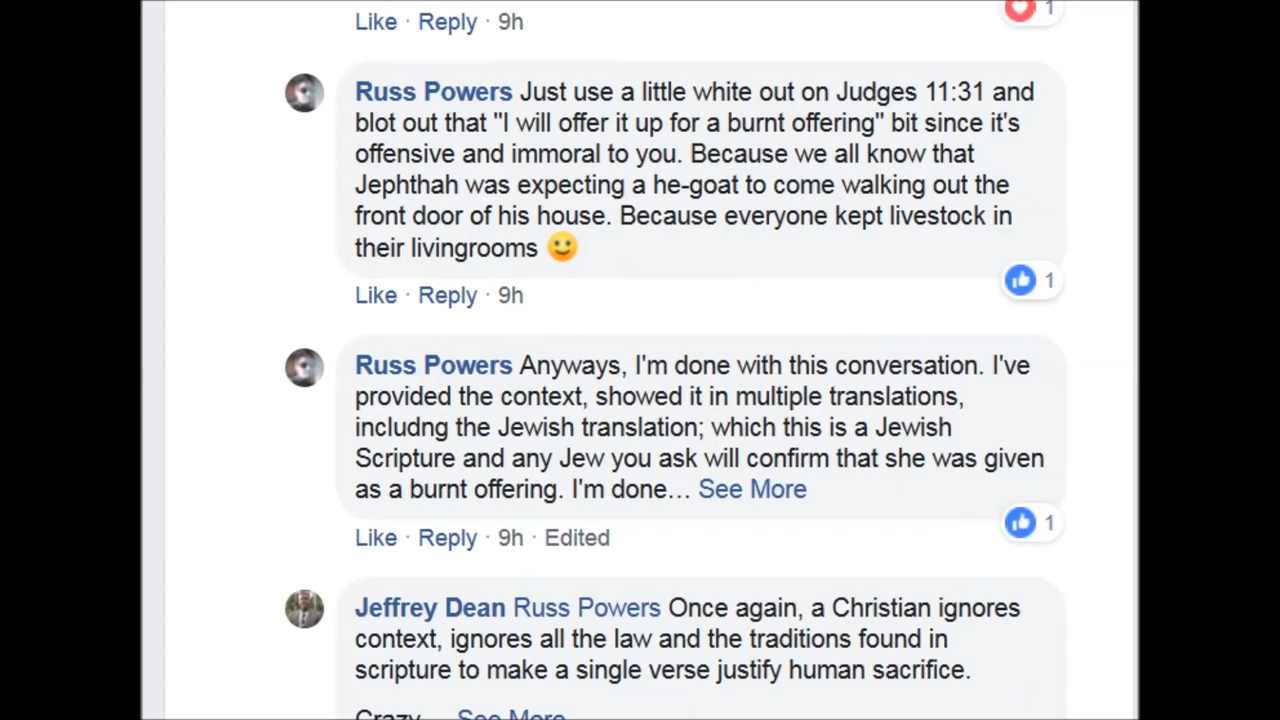 Like · Reply · 9h
1
Russ Powers Just use a little white out on Judges 11:31 and
blot out that "I will offer it up for a burnt offering" bit since it's
offensive and immoral to you. Because we all know that
Jephthah was expecting a he-goat to come walking out the
front door of his house. Because everyone kept livestock in
their livingrooms 🙂
1
Like · Reply · 9h
Russ Powers Anyways, I'm done with this conversation. I've
provided the context, showed it in multiple translations,
includng the Jewish translation; which this is a Jewish
Scripture and any Jew you ask will confirm that she was given
as a burnt offering. I'm done... See More
1
Like · Reply · 9h · Edited
Jeffrey Dean Russ Powers Once again, a Christian ignores
context, ignores all the law and the traditions found in
scripture to make a single verse justify human sacrifice.
Crazy... See More